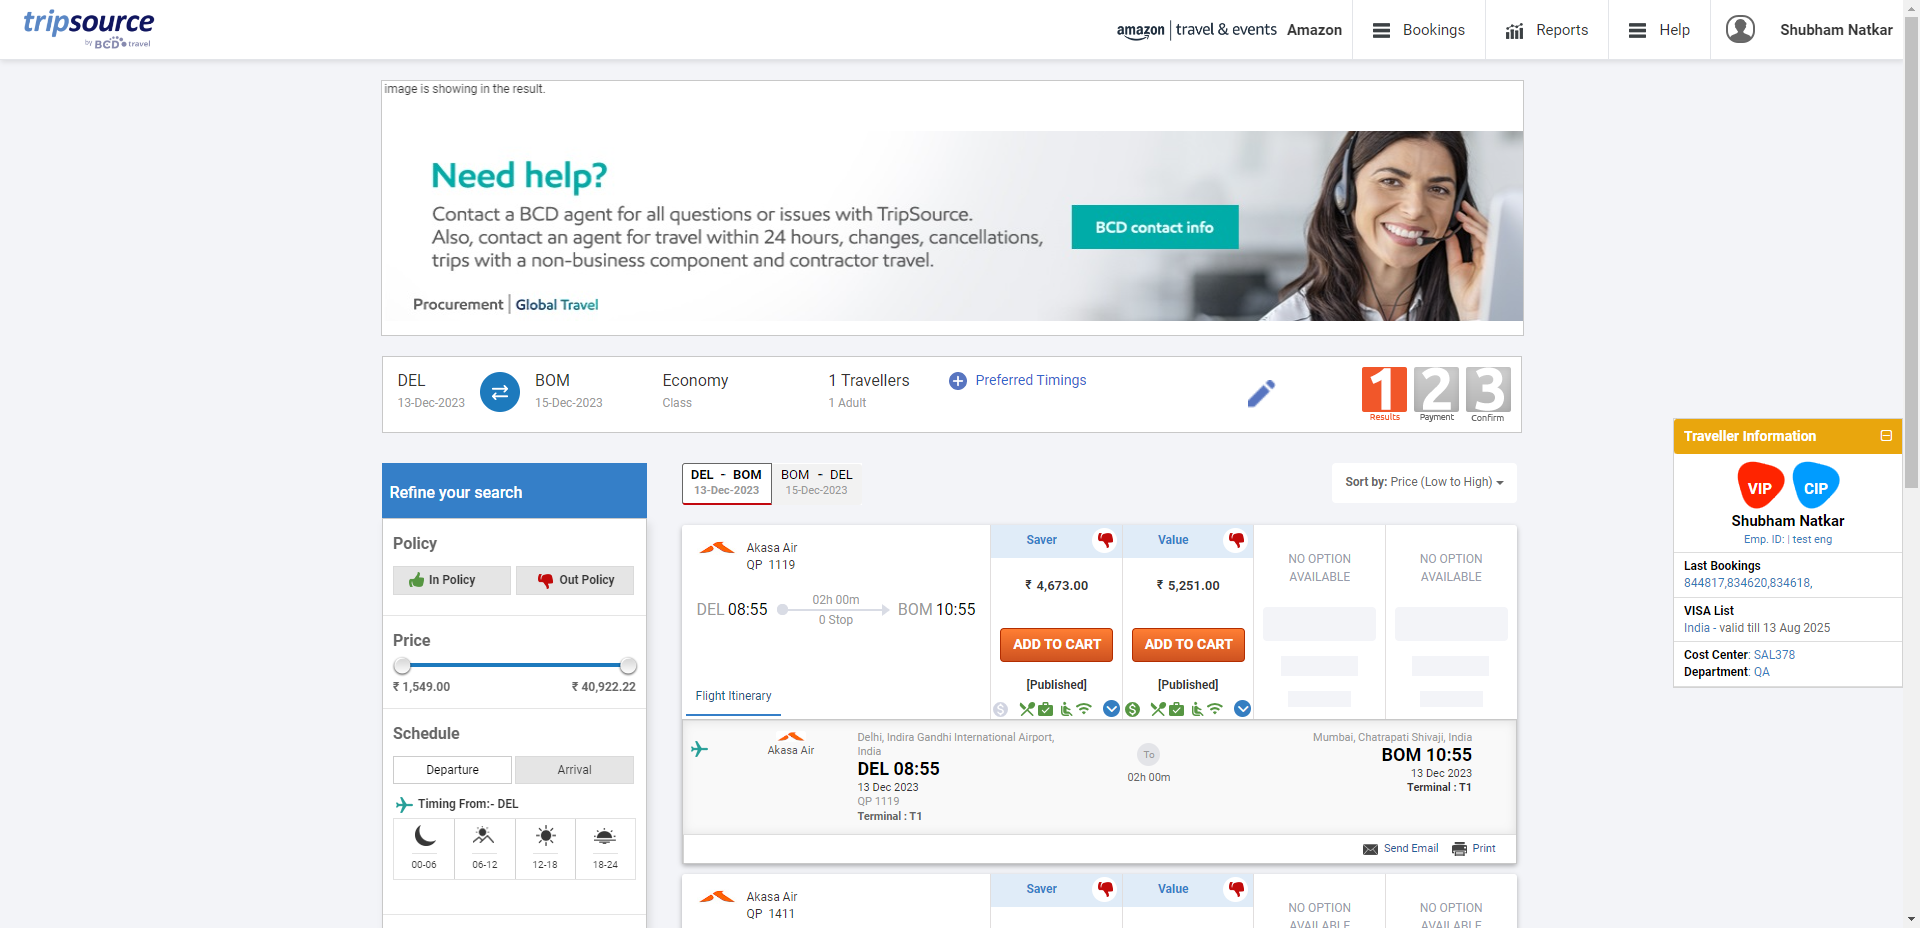 tripsource
by BCD travel
amazon | travel & events Amazon
Bookings
Reports
Help
Shubham Natkar
image is showing in the result.
Need help?
Contact a BCD agent for all questions or issues with TripSource.
Also, contact an agent for travel within 24 hours, changes, cancellations,
trips with a non-business component and contractor travel.
BCD contact info
Procurement | Global Travel
DEL
13-Dec-2023
BOM
15-Dec-2023
Economy
Class
1 Travellers
1 Adult
Preferred Timings
1 2 3
Results Payment Confirm
Traveller Information
VIP CIP
Shubham Natkar
Emp. ID: | test eng
Last Bookings
844817,834620,834618,
VISA List
India - valid till 13 Aug 2025
Cost Center: SAL378
Department: QA
Refine your search
Policy
In Policy
Out Policy
Price
₹ 1,549.00
₹ 40,922.22
Schedule
Departure
Arrival
Timing From:- DEL
00-06
06-12
12-18
18-24
DEL - BOM
13-Dec-2023
BOM - DEL
15-Dec-2023
Sort by: Price (Low to High)
Akasa Air
QP 1119
DEL 08:55
02h 00m
0 Stop
BOM 10:55
Flight Itinerary
Saver
₹ 4,673.00
ADD TO CART
[Published]
Value
₹ 5,251.00
ADD TO CART
[Published]
NO OPTION
AVAILABLE
NO OPTION
AVAILABLE
Akasa Air
Delhi, Indira Gandhi International Airport,
India
DEL 08:55
13 Dec 2023
QP 1119
Terminal : T1
To
02h 00m
Mumbai, Chatrapati Shivaji, India
BOM 10:55
13 Dec 2023
Terminal : T1
Send Email
Print
Akasa Air
QP 1411
Saver
Value
NO OPTION
AVAILABLE
NO OPTION
AVAILABLE